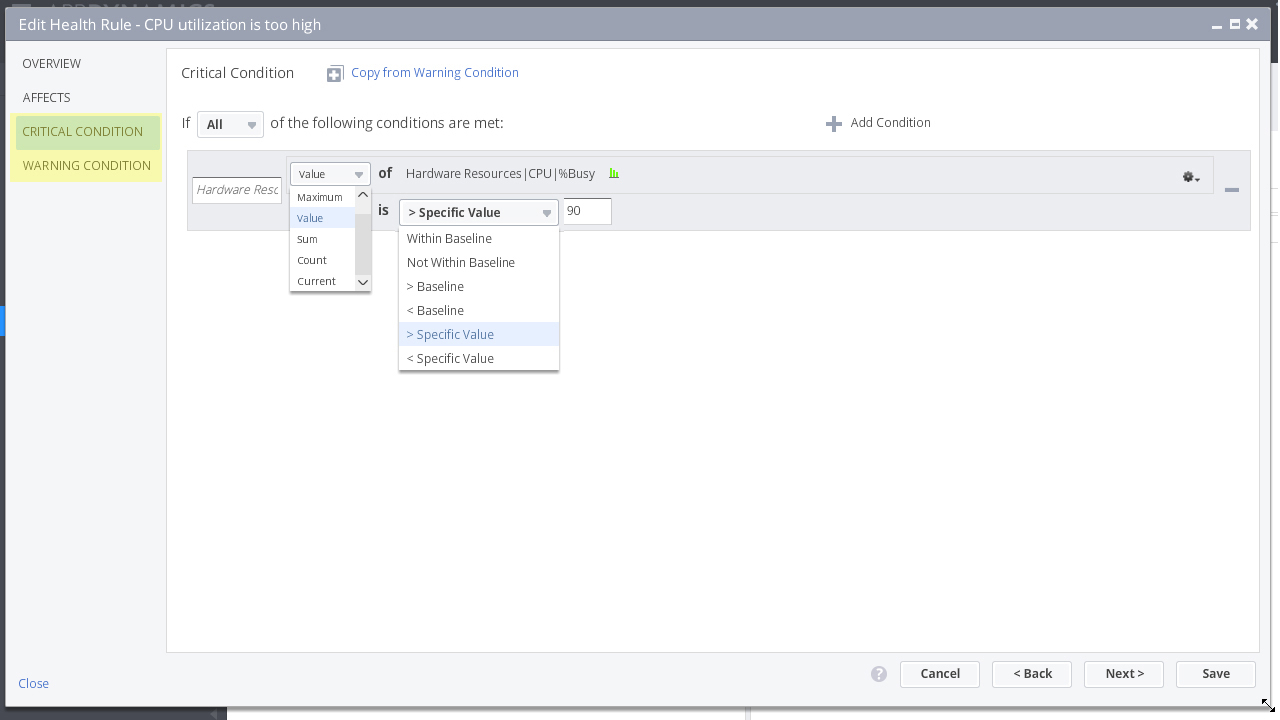 Edit Health Rule - CPU utilization is too high
OVERVIEW
AFFECTS
CRITICAL CONDITION
WARNING CONDITION
Critical Condition
Copy from Warning Condition
If All of the following conditions are met:
Add Condition
Hardware Resc
Value of Hardware Resources|CPU|%Busy
Maximum
Value
Sum
Count
Current
is > Specific Value 90
Within Baseline
Not Within Baseline
> Baseline
< Baseline
> Specific Value
< Specific Value
Close
? Cancel < Back Next > Save